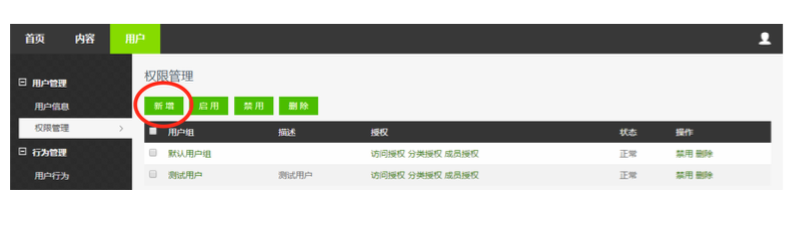 首页 内容 用户
用户管理
用户信息
权限管理 >
行为管理
用户行为
权限管理
新增 启用 禁用 删除
用户组 描述 授权 状态 操作
默认用户组 访问授权 分类授权 成员授权 正常 禁用 删除
测试用户 测试用户 访问授权 分类授权 成员授权 正常 禁用 删除